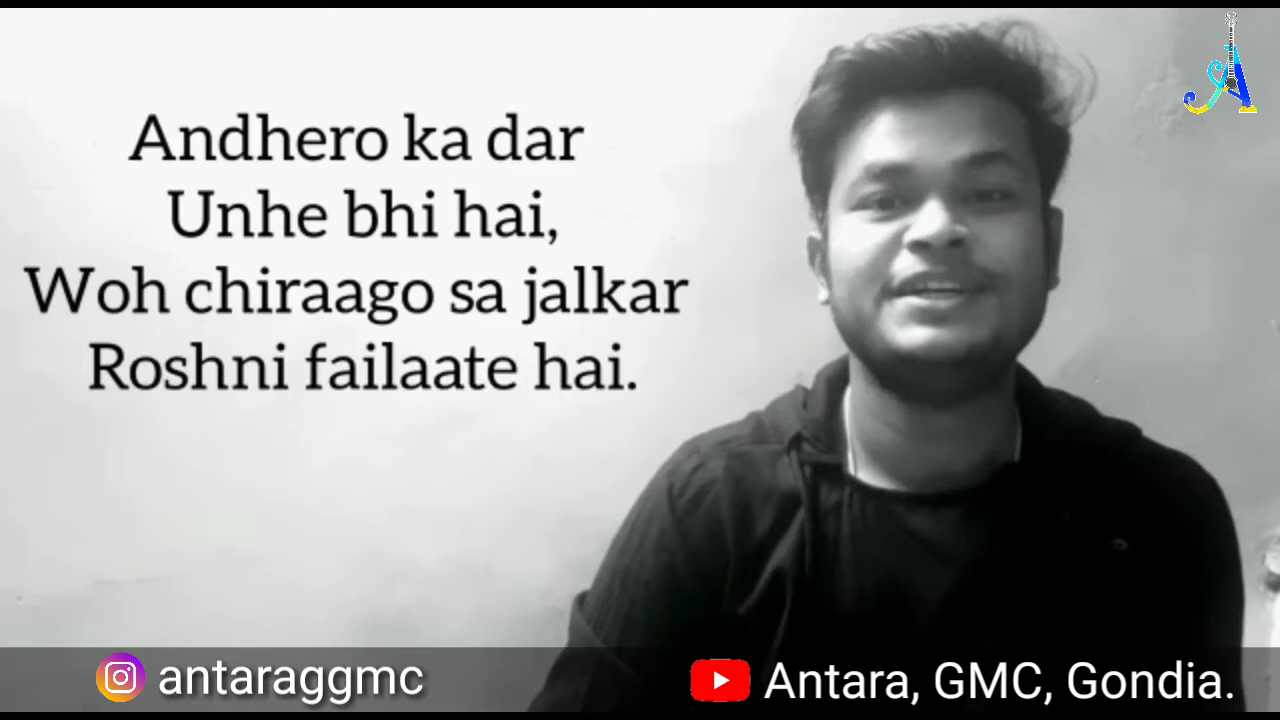 Andhero ka dar
Unhe bhi hai,
Woh chiraago sa jalkar
Roshni failaate hai.
antaraggmc
Antara, GMC, Gondia.